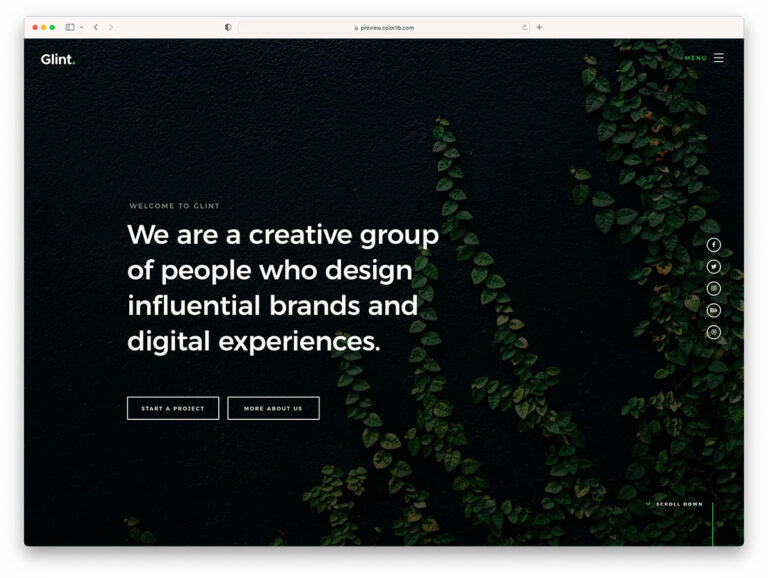 preview.colorlib.com
Glint.
MENU
WELCOME TO GLINT
We are a creative group
of people who design
influential brands and
digital experiences.
START A PROJECT
MORE ABOUT US
Bē
SCROLL DOWN